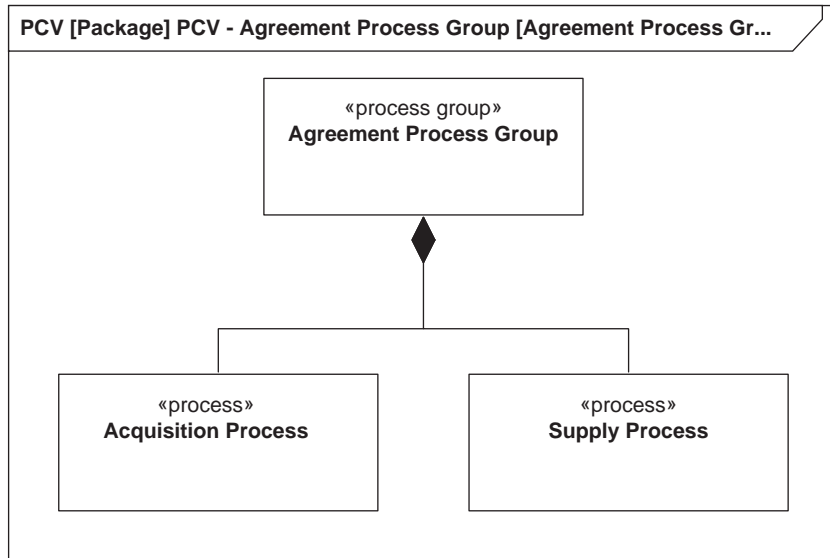 PCV [Package] PCV - Agreement Process Group [Agreement Process Gr...
«process group»
Agreement Process Group
«process»
Acquisition Process
«process»
Supply Process